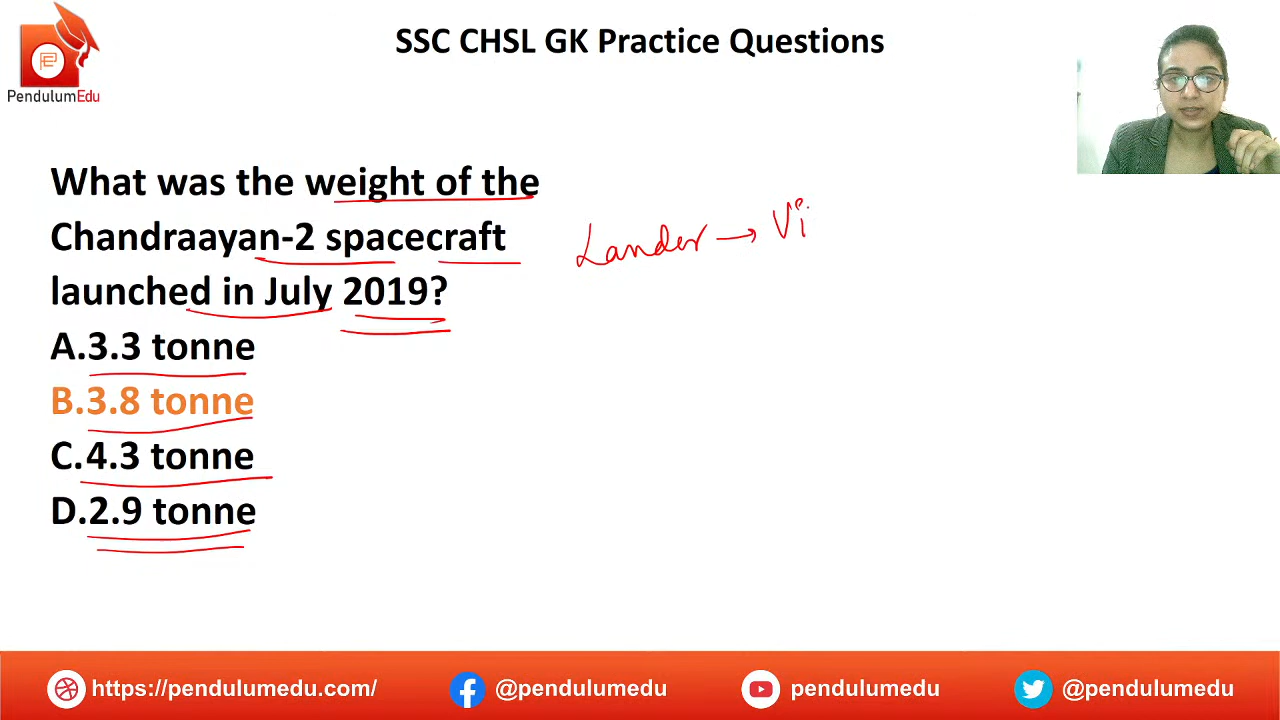 SSC CHSL GK Practice Questions
PendulumEdu
What was the weight of the
Chandraayan-2 spacecraft
launched in July 2019?
Lander → Vi
A.3.3 tonne
B.3.8 tonne
C.4.3 tonne
D.2.9 tonne
https://pendulumedu.com/
@pendulumedu
pendulumedu
@pendulumedu